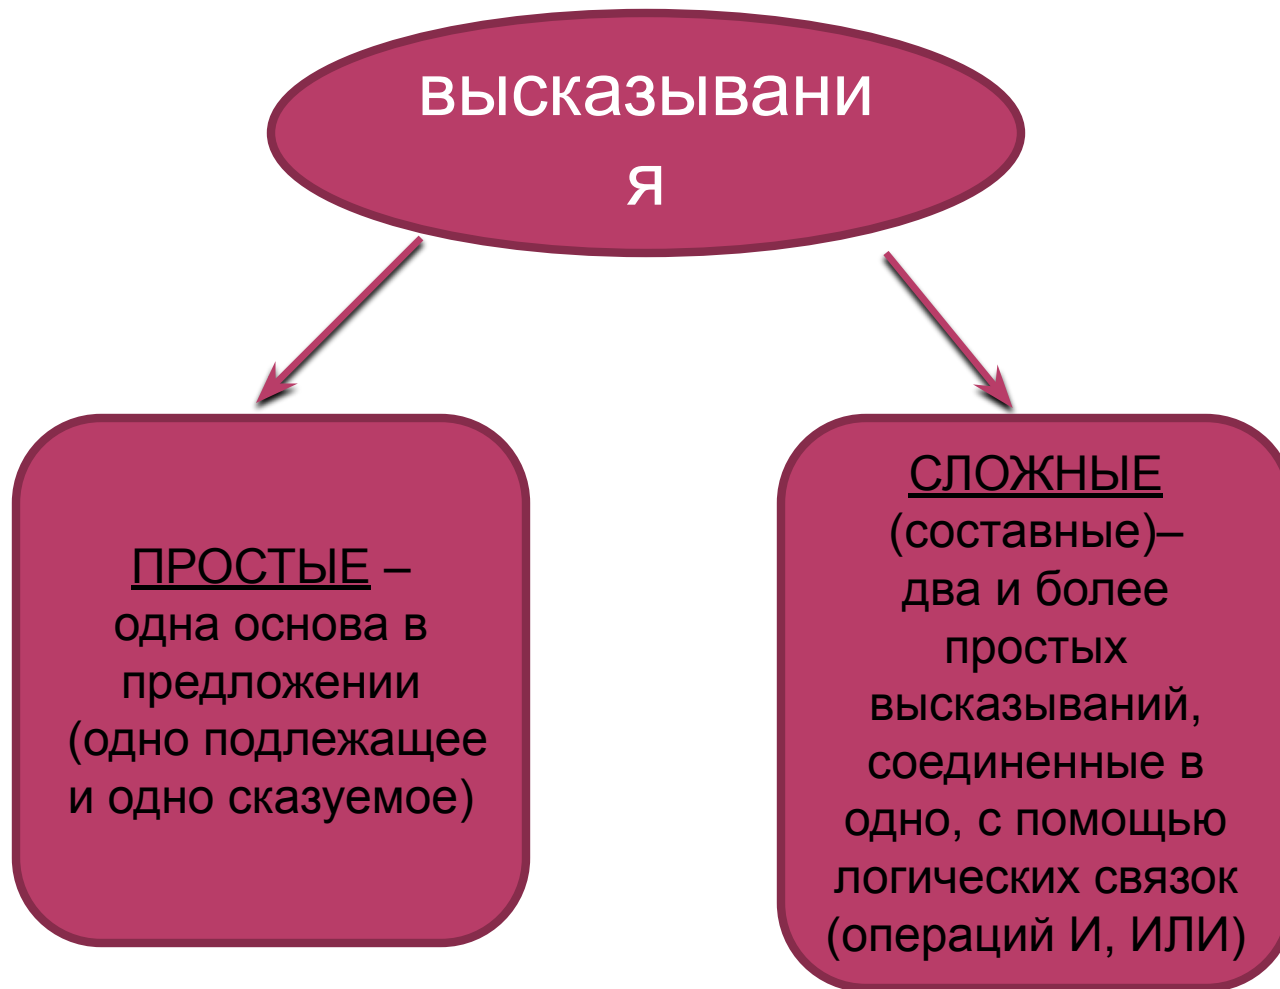 высказывани
я
ПРОСТЫЕ –
одна основа в
предложении
(одно подлежащее
и одно сказуемое)
СЛОЖНЫЕ
(составные)–
два и более
простых
высказываний,
соединенные в
одно, с помощью
логических связок
(операций И, ИЛИ)